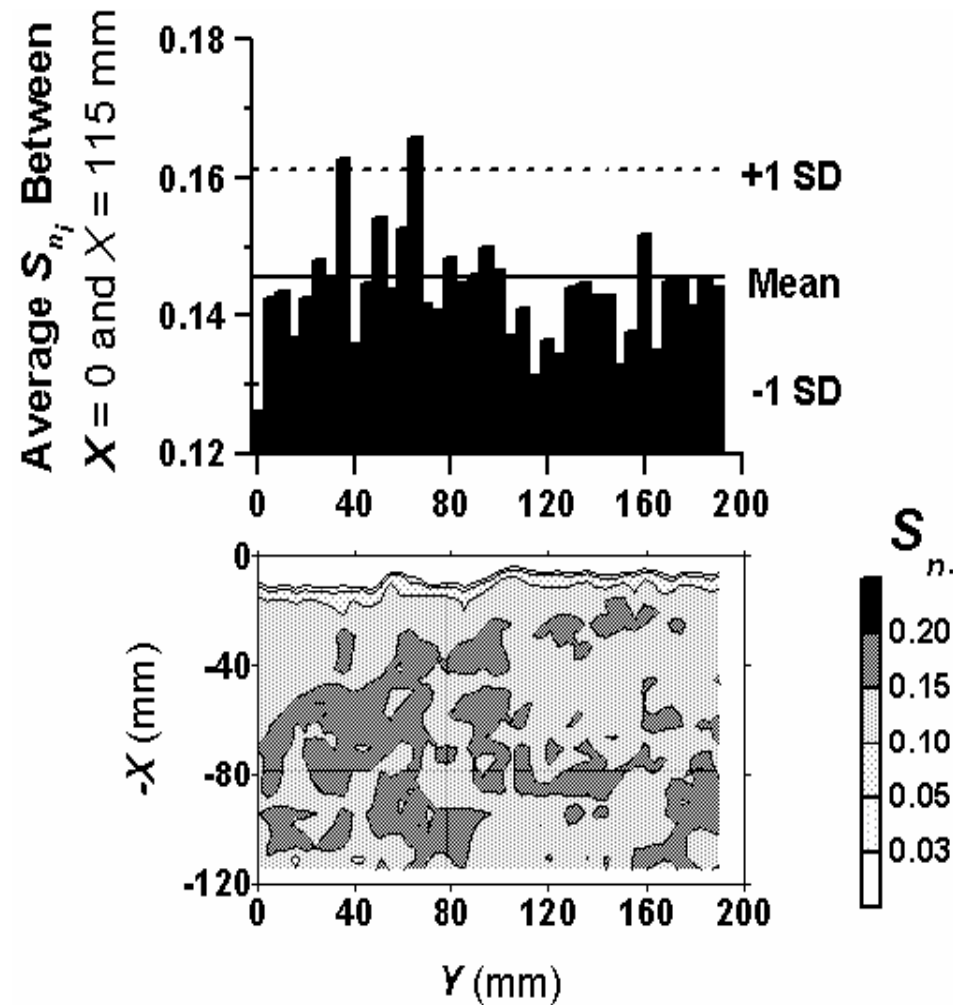 Average S_{n_i} Between
X = 0 and X = 115 mm
0.18
0.16
0.14
0.12
+1 SD
Mean
-1 SD
0 40 80 120 160 200
0
-40
-80
-120
-X (mm)
0 40 80 120 160 200
Y (mm)
S_{n.}
0.20
0.15
0.10
0.05
0.03